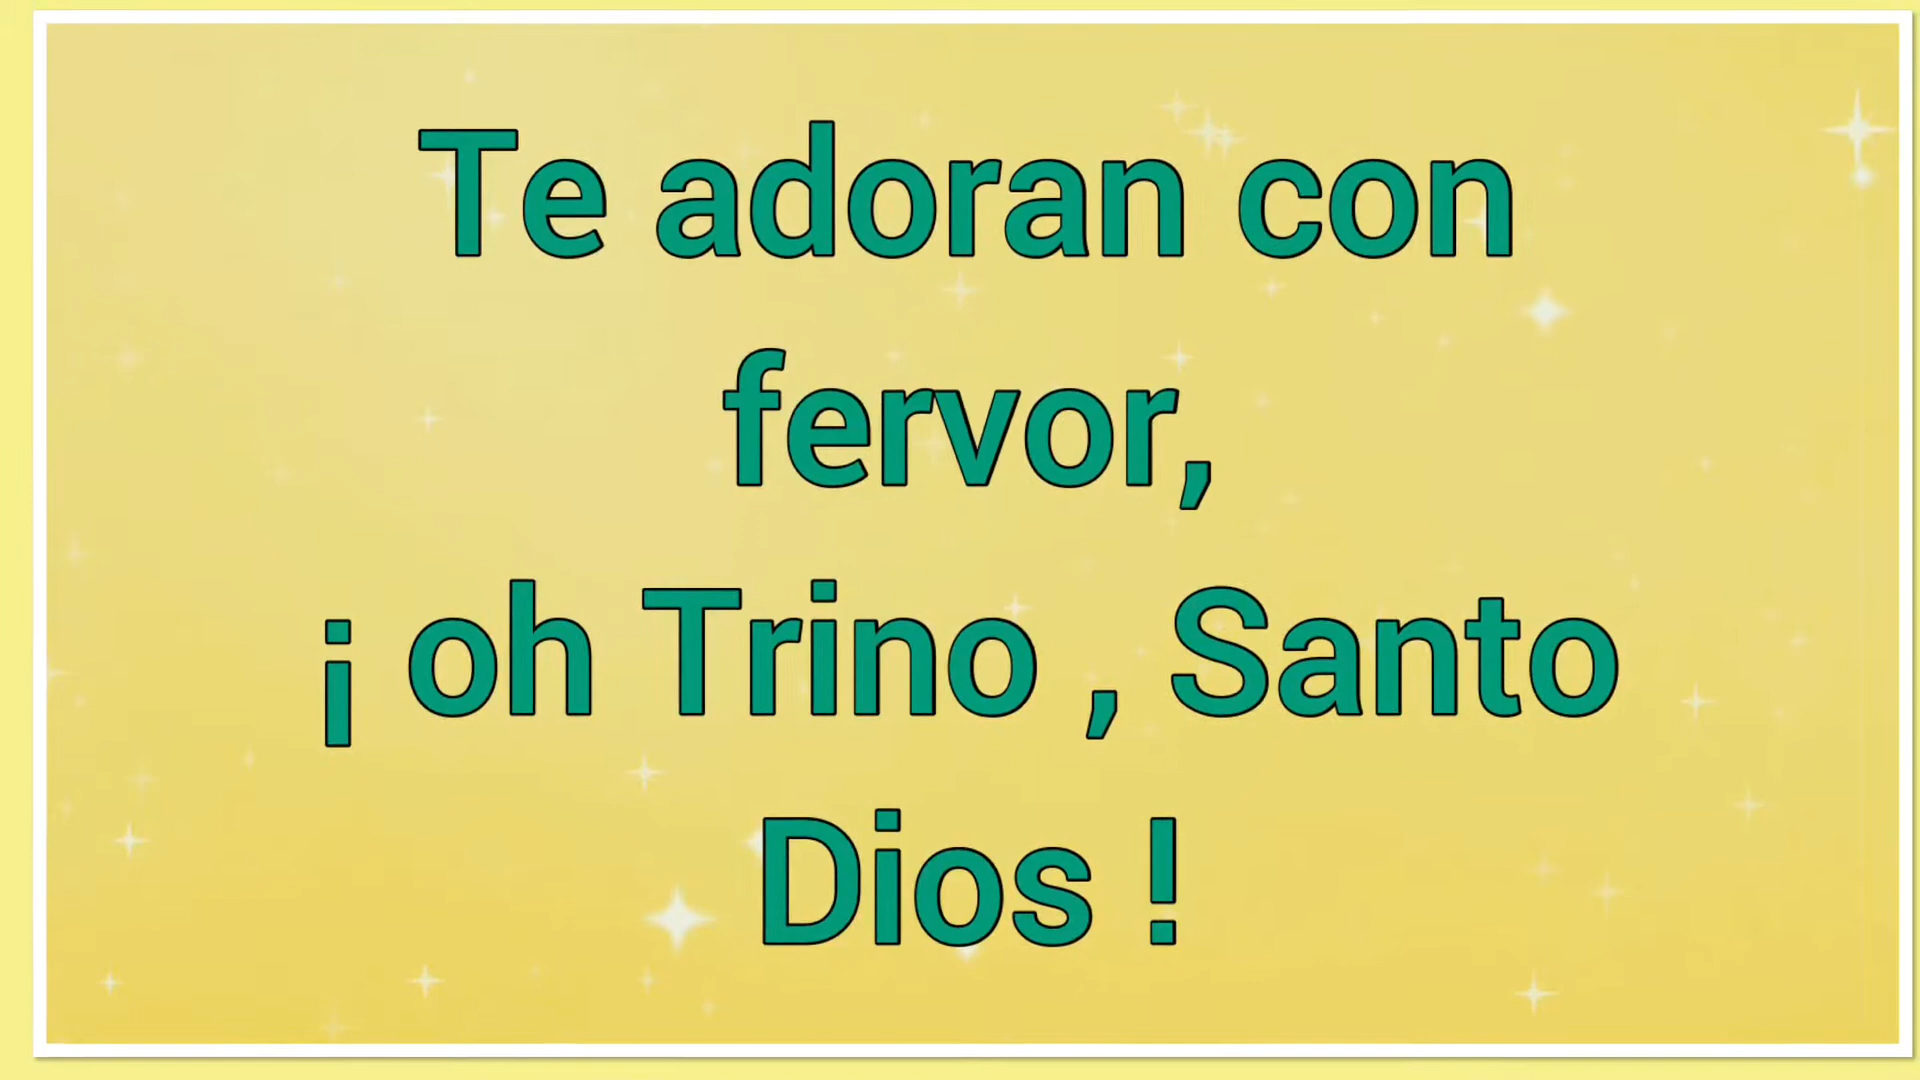 Te adoran con
fervor,
¡ oh Trino , Santo
Dios !